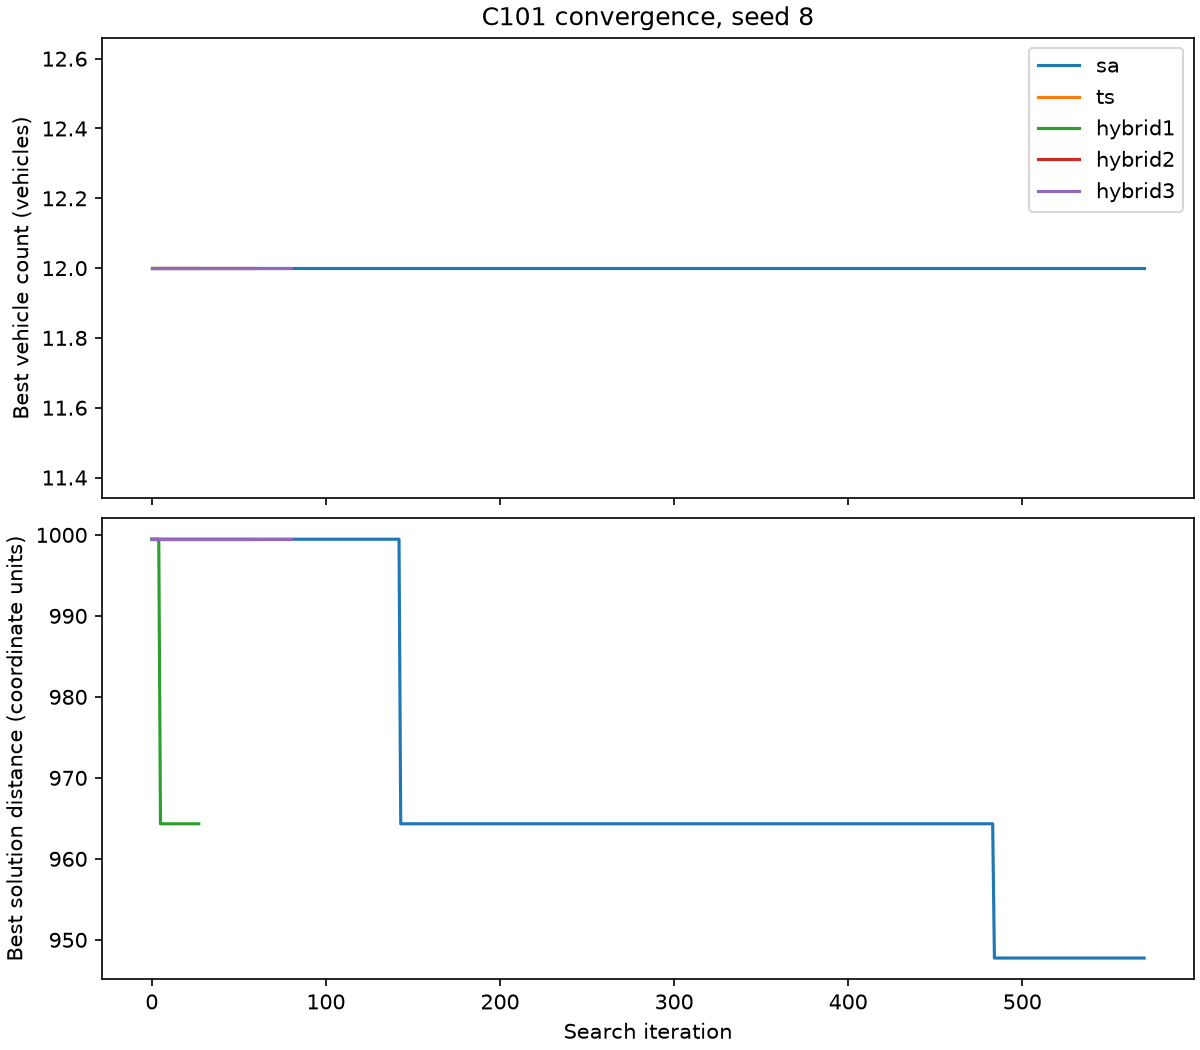 C101 convergence, seed 8
Best vehicle count (vehicles)
12.6
12.4
12.2
12.0
11.8
11.6
11.4
sa
ts
hybrid1
hybrid2
hybrid3
Best solution distance (coordinate units)
1000
990
980
970
960
950
0 100 200 300 400 500
Search iteration